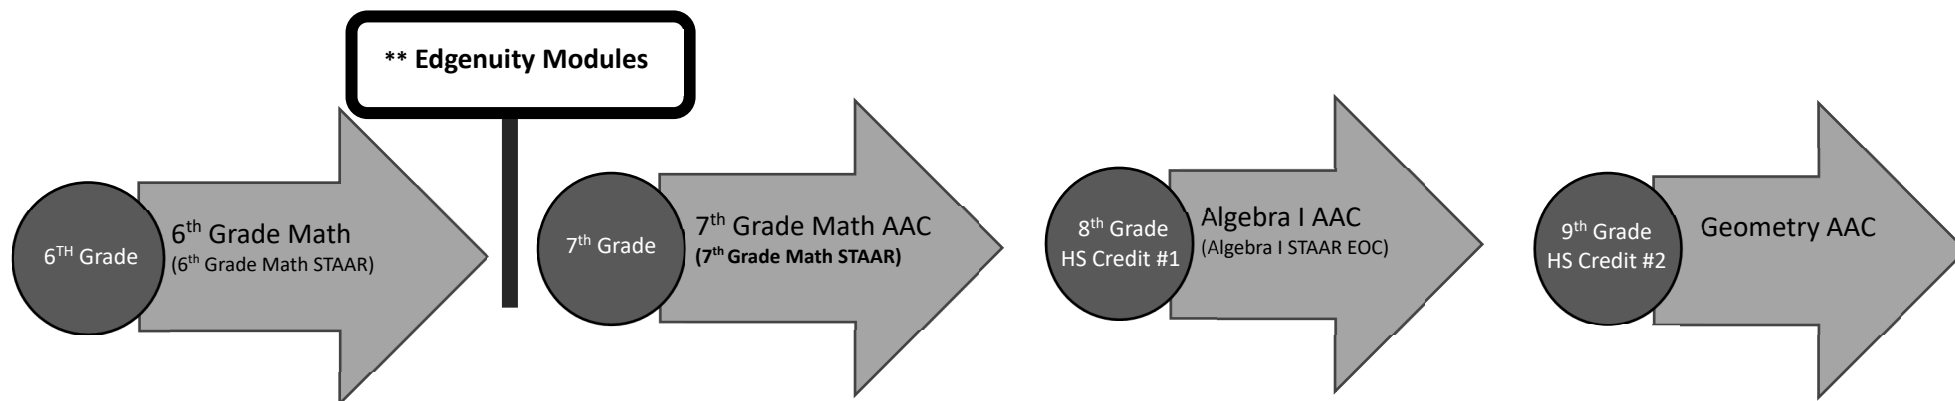 ** Edgenuity Modules
6TH Grade
6th Grade Math
(6th Grade Math STAAR)
7th Grade
7th Grade Math AAC
(7th Grade Math STAAR)
8th Grade
HS Credit #1
Algebra I AAC
(Algebra I STAAR EOC)
9th Grade
HS Credit #2
Geometry AAC